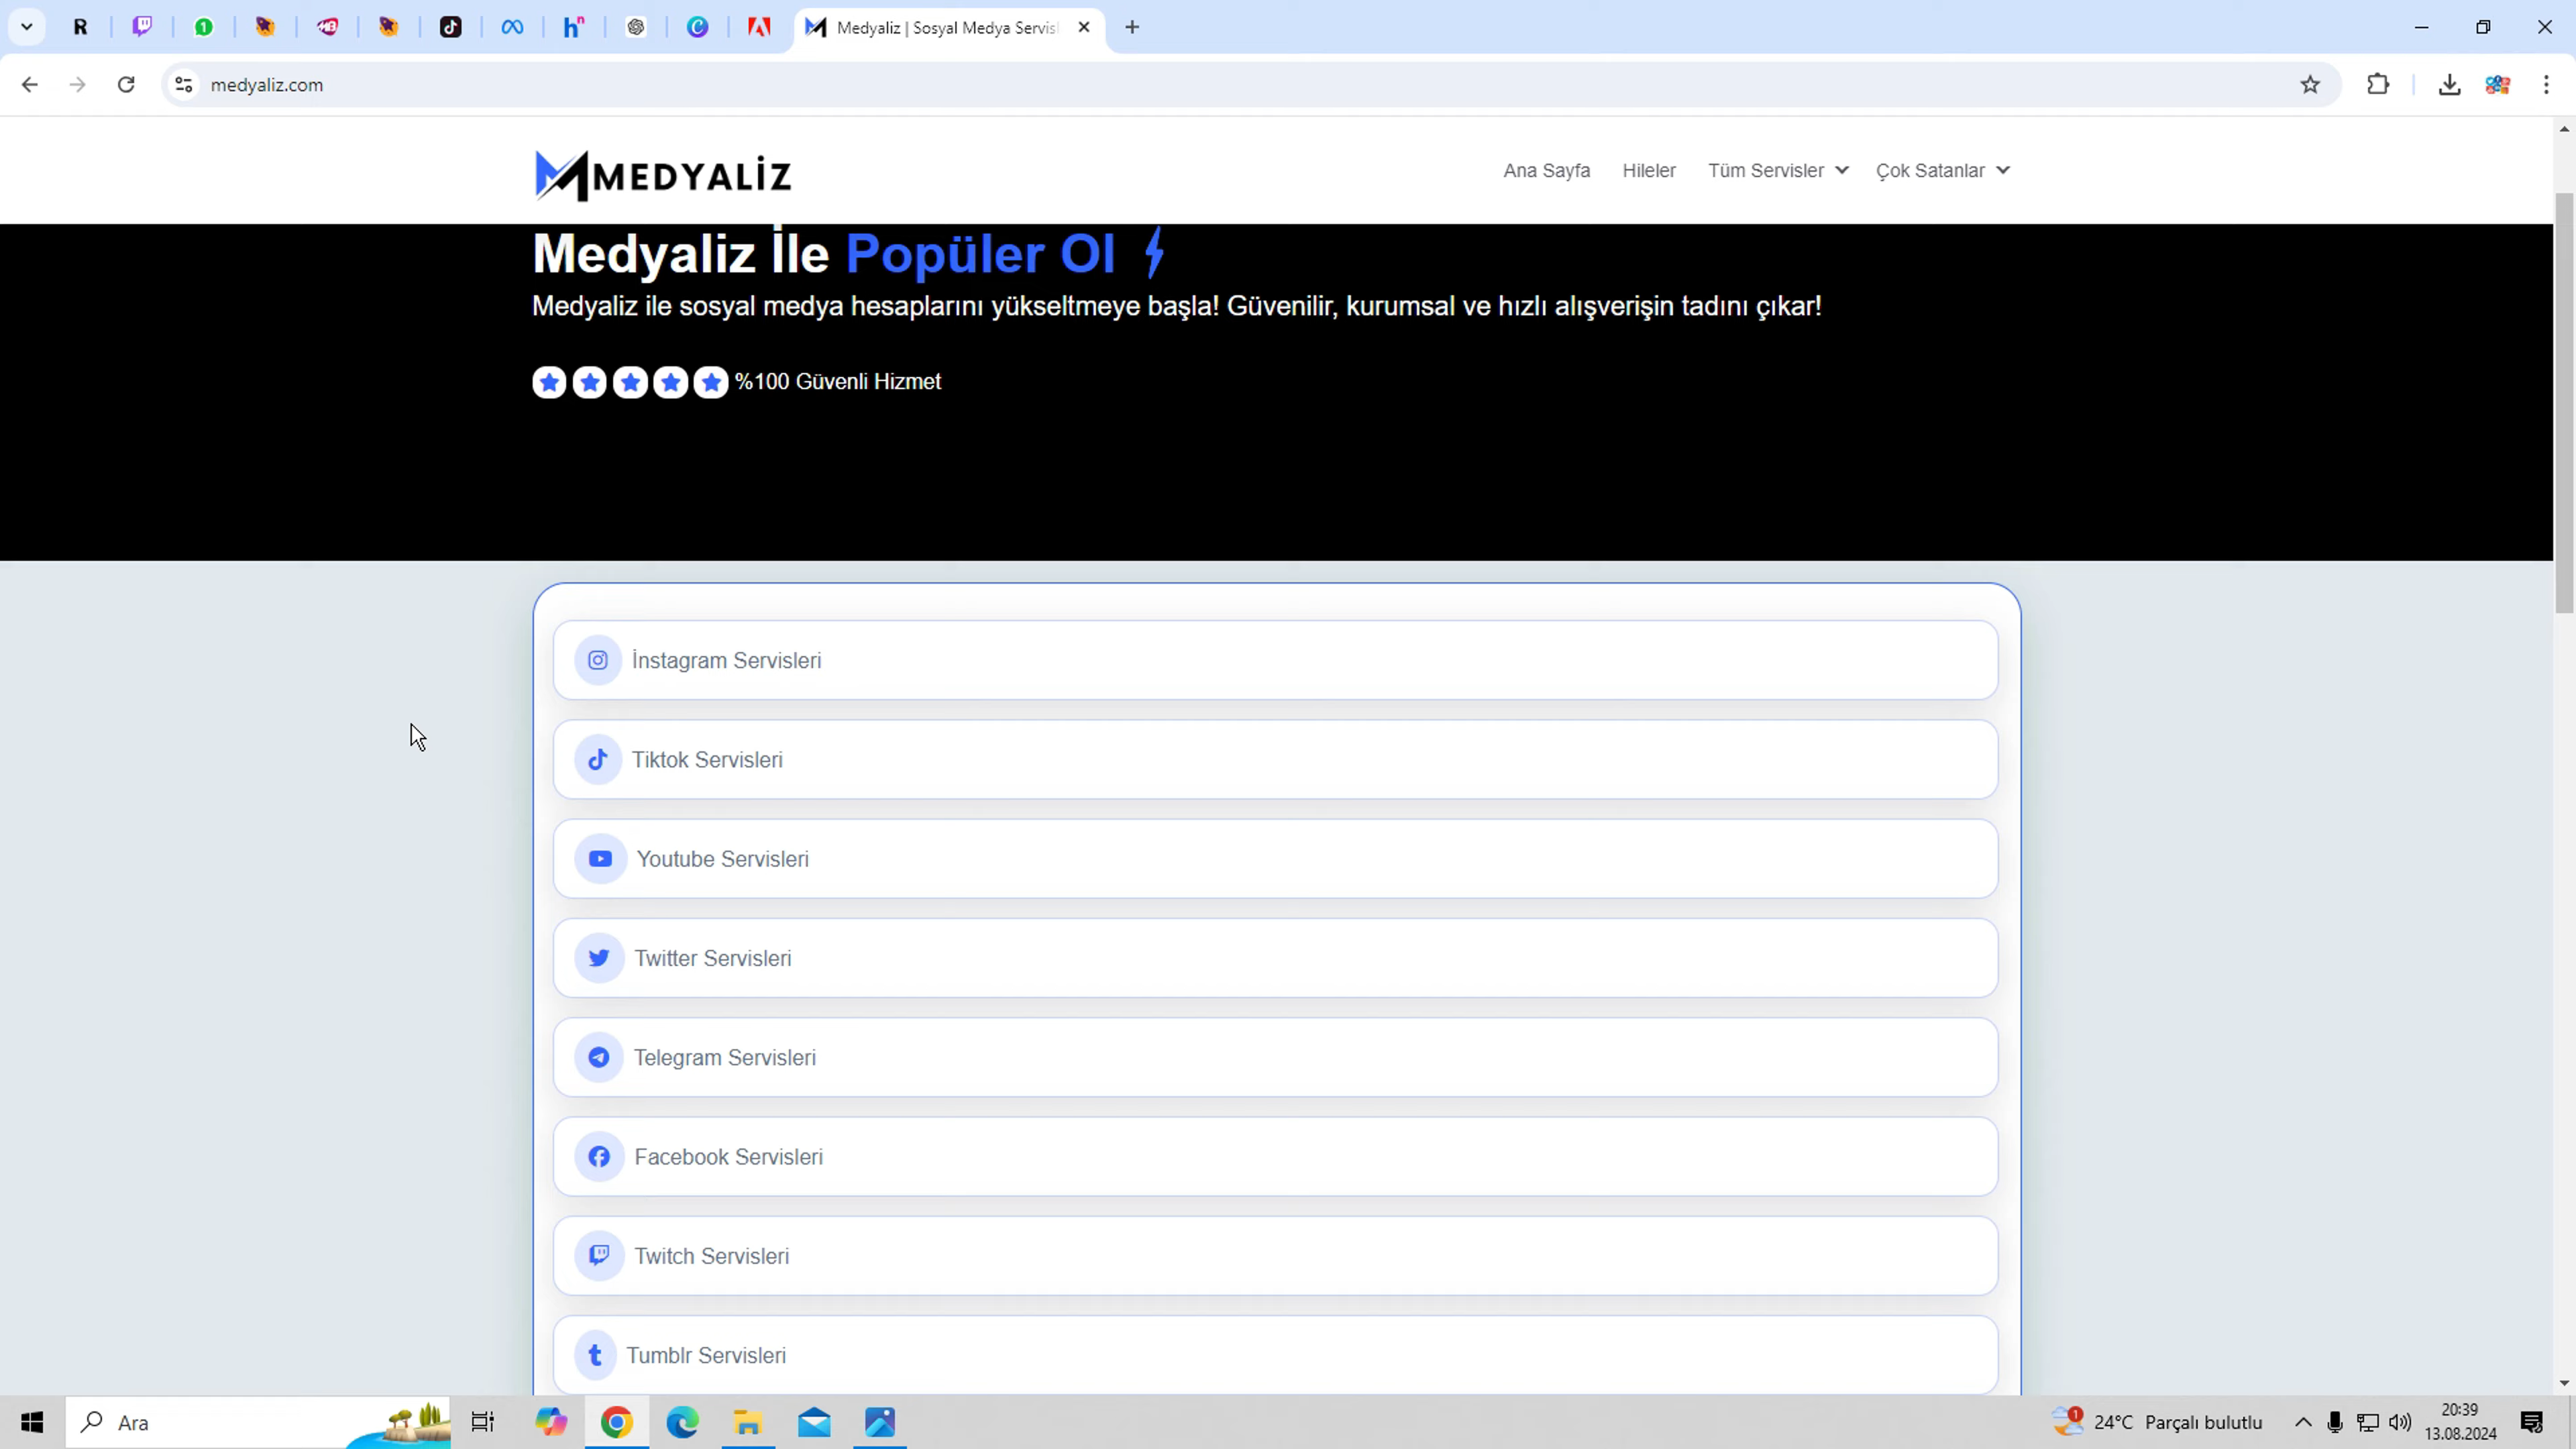 Medyaliz | Sosyal Medya Servisl
medyaliz.com
MEDYALİZ
Ana Sayfa
Hileler
Tüm Servisler
Çok Satanlar
Medyaliz İle Popüler Ol
Medyaliz ile sosyal medya hesaplarını yükseltmeye başla! Güvenilir, kurumsal ve hızlı alışverişin tadını çıkar!
%100 Güvenli Hizmet
İnstagram Servisleri
Tiktok Servisleri
Youtube Servisleri
Twitter Servisleri
Telegram Servisleri
Facebook Servisleri
Twitch Servisleri
Tumblr Servisleri
Ara
1
24°C Parçalı bulutlu
20:39
13.08.2024